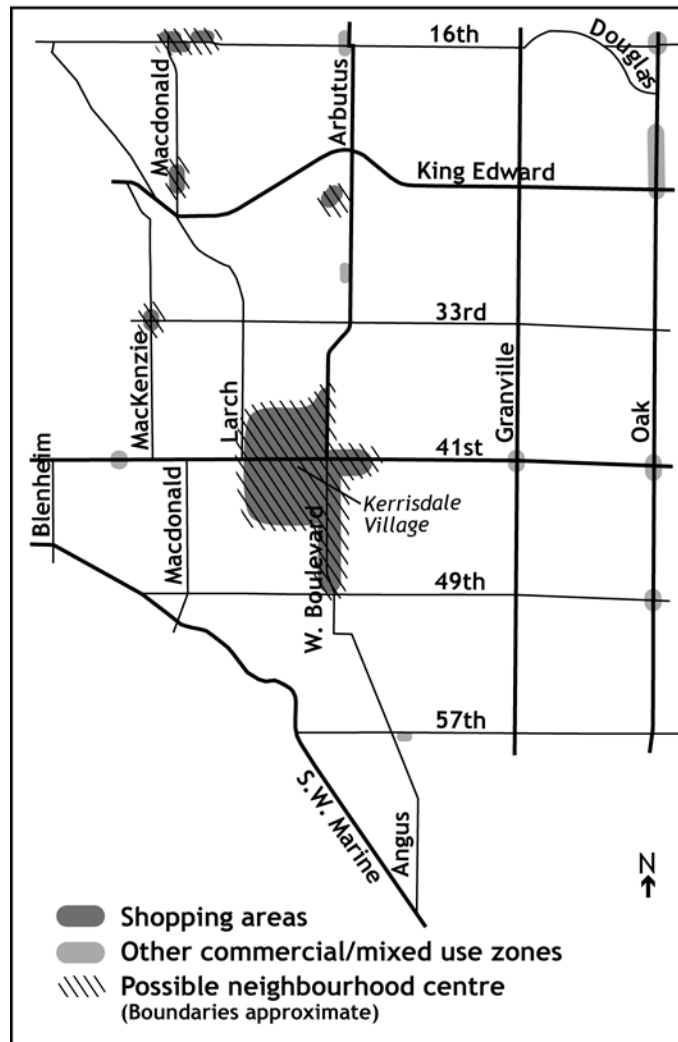 16th
Douglas
Macdonald
Arbutus
King Edward
33rd
MacKenzie
Larch
Granville
Oak
41st
Blenheim
Kerrisdale
Village
Macdonald
W. Boulevard
49th
57th
S.W. Marine
Angus
N
Shopping areas
Other commercial/mixed use zones
Possible neighbourhood centre
(Boundaries approximate)